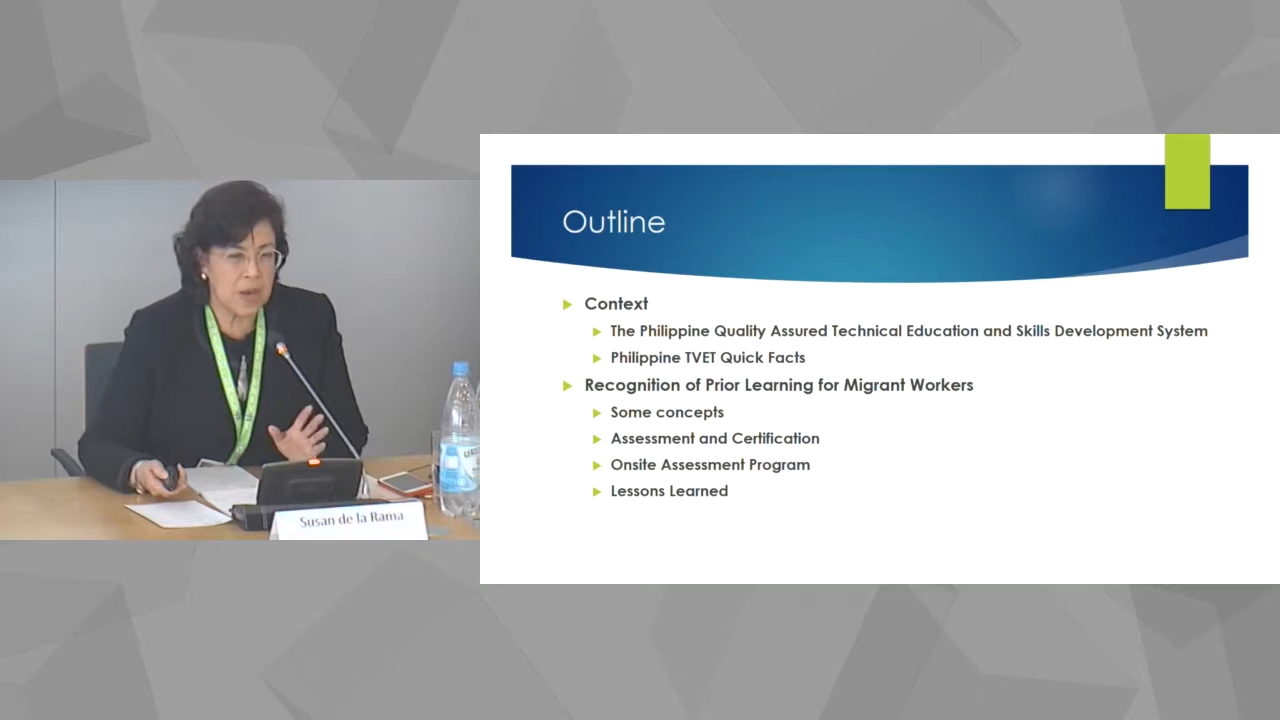 Outline
Context
The Philippine Quality Assured Technical Education and Skills Development System
Philippine TVET Quick Facts
Recognition of Prior Learning for Migrant Workers
Some concepts
Assessment and Certification
Onsite Assessment Program
Lessons Learned
Susan de la Rama